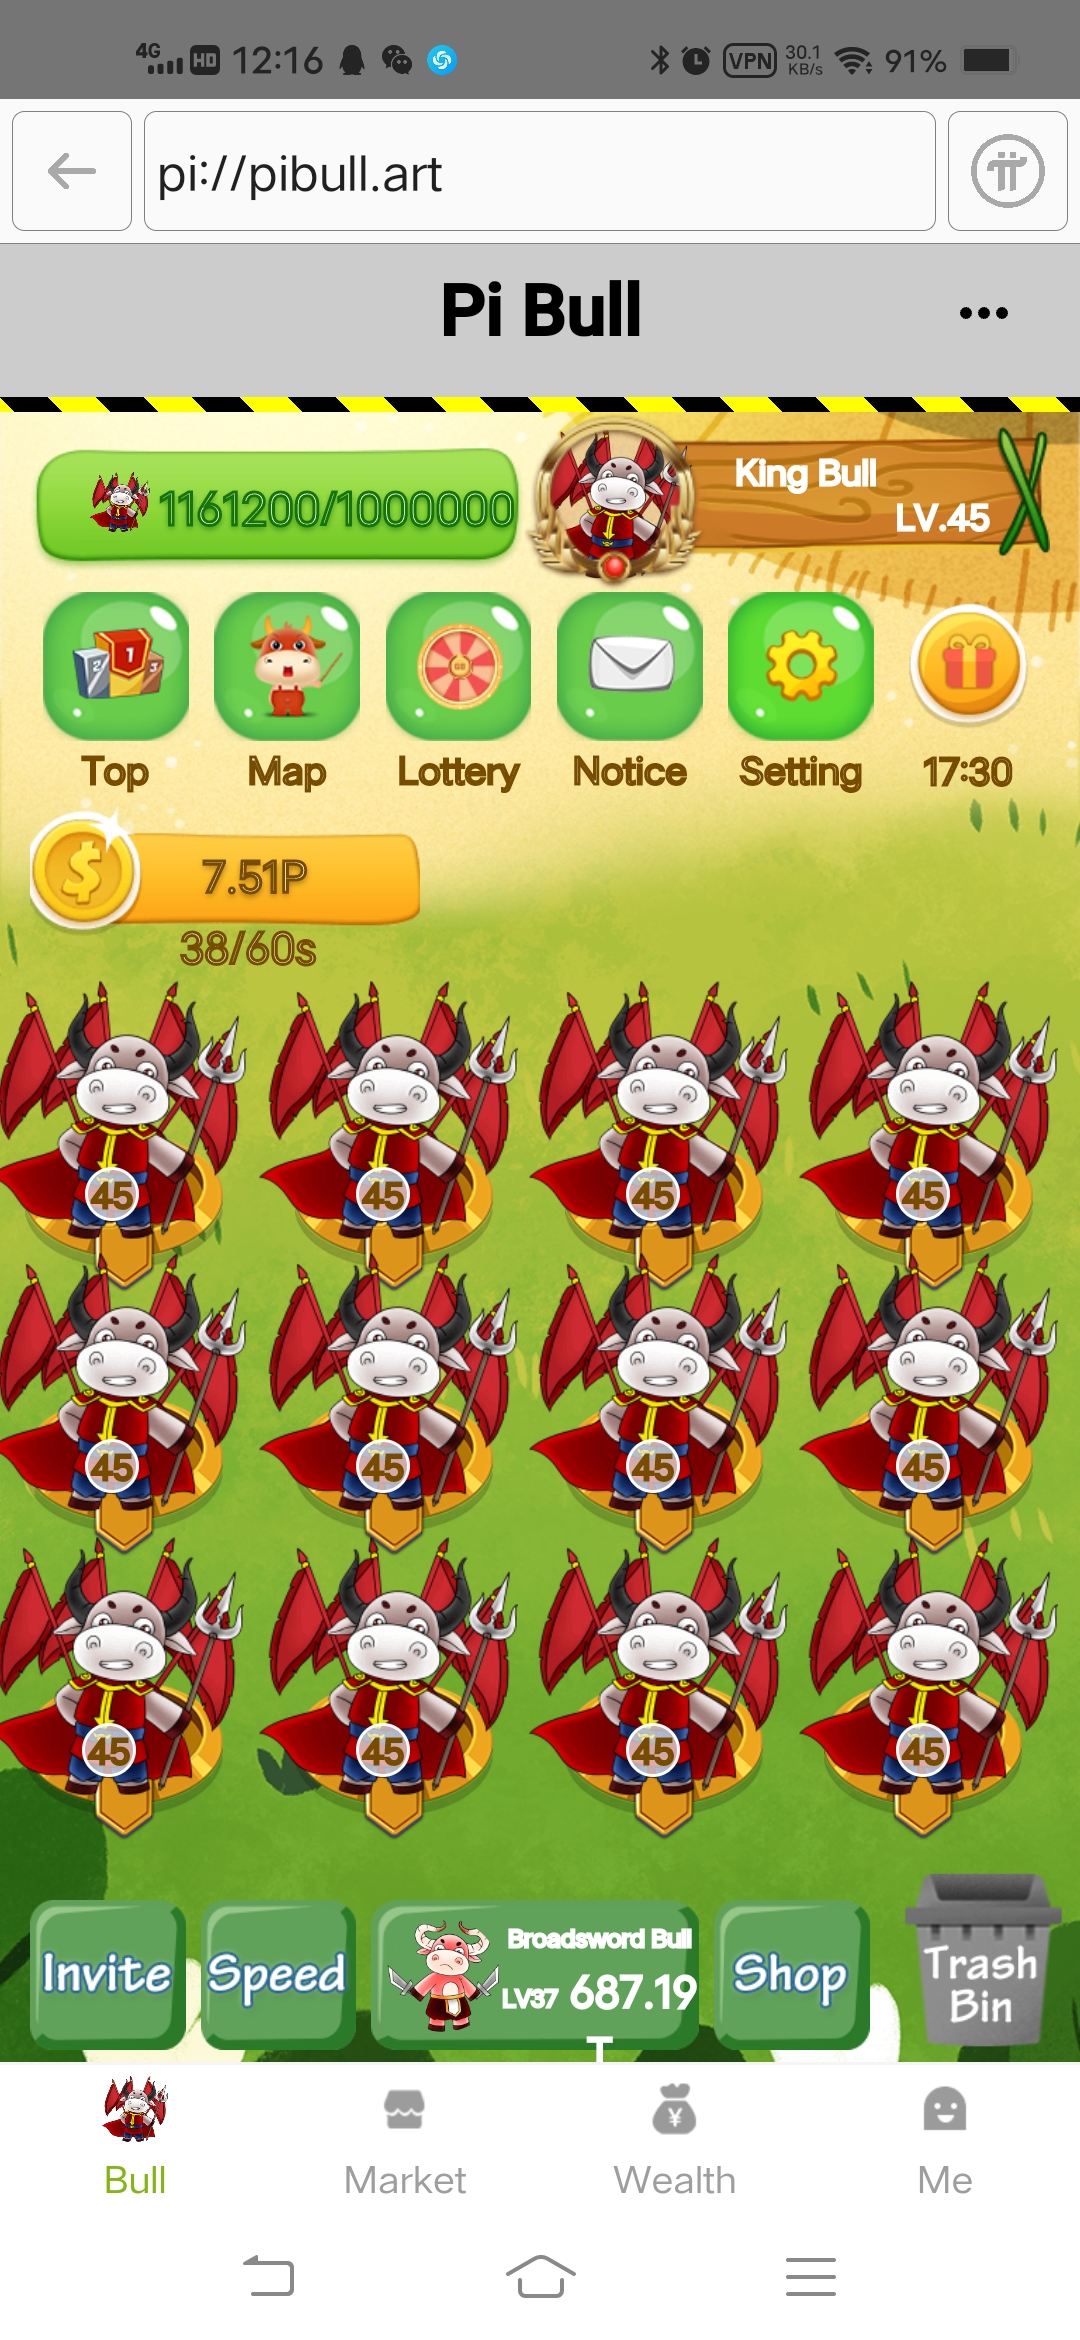 4G HD 12:16 VPN 30.1 KB/s 91%
pi://pibull.art
Pi Bull
1161200/1000000
King Bull
LV.45
Top Map Lottery Notice Setting 17:30
7.51P
38/60s
45 45 45 45
45 45 45 45
45 45 45 45
Invite Speed Broadsword Bull LV37 687.19 T Shop Trash Bin
Bull Market Wealth Me